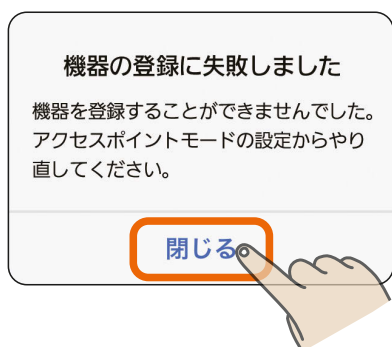 機器の登録に失敗しました
機器を登録することができませんでした。
アクセスポイントモードの設定からやり
直してください。
閉じる